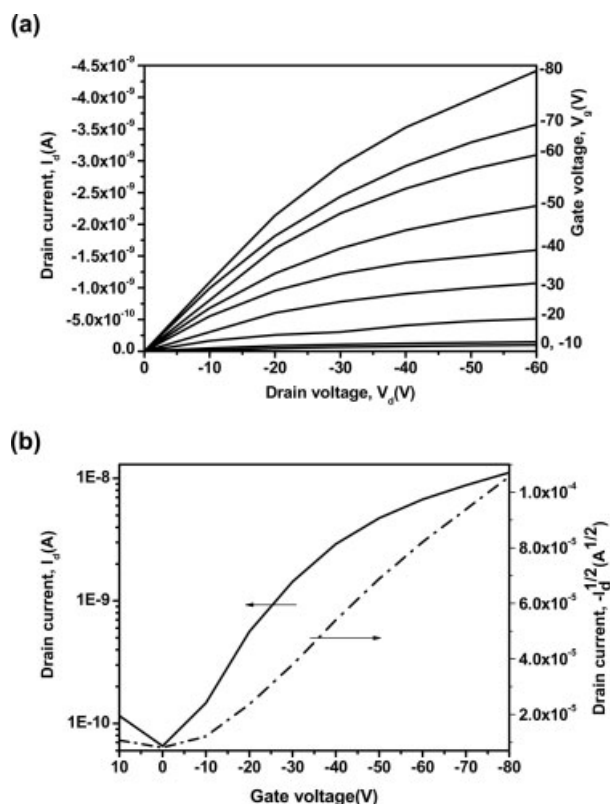 (a)
-4.5x10⁻⁹
-4.0x10⁻⁹
-3.5x10⁻⁹
-3.0x10⁻⁹
-2.5x10⁻⁹
-2.0x10⁻⁹
-1.5x10⁻⁹
-1.0x10⁻⁹
-5.0x10⁻¹⁰
0.0
Drain current, I_d(A)
0 -10 -20 -30 -40 -50 -60
Drain voltage, V_d(V)
-80
-70
-60
-50
-40
-30
-20
0, -10
Gate voltage, V_g(V)
(b)
1E-8
1E-9
1E-10
Drain current, I_d(A)
10 0 -10 -20 -30 -40 -50 -60 -70 -80
Gate voltage(V)
1.0x10⁻⁴
8.0x10⁻⁵
6.0x10⁻⁵
4.0x10⁻⁵
2.0x10⁻⁵
Drain current, -I_d^1/2(A^1/2)